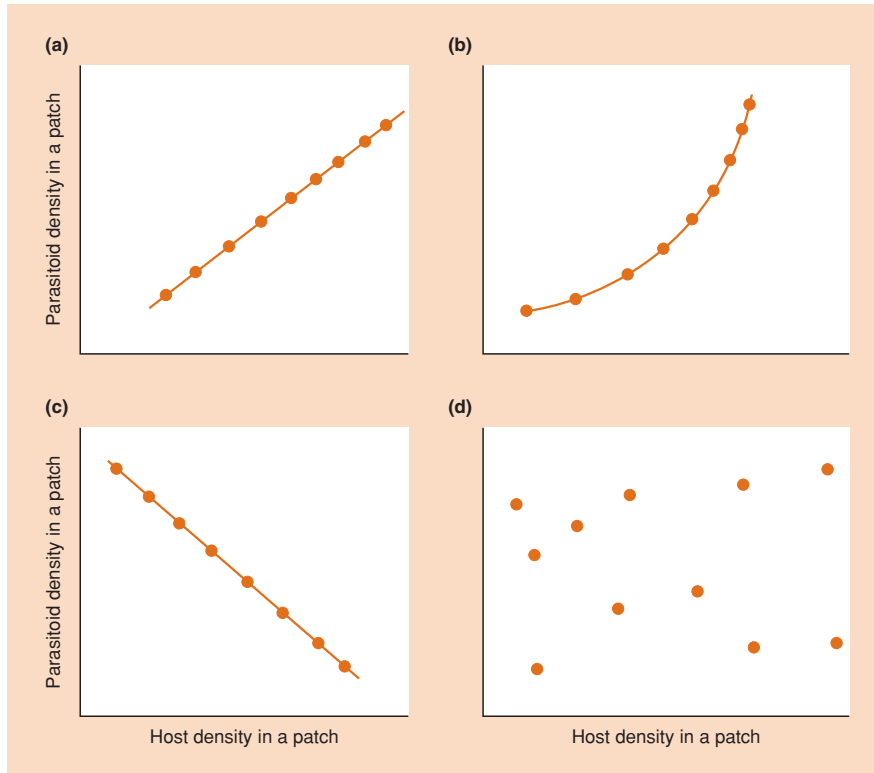 (a)
(b)
Parasitoid density in a patch
(c)
(d)
Parasitoid density in a patch
Host density in a patch
Host density in a patch